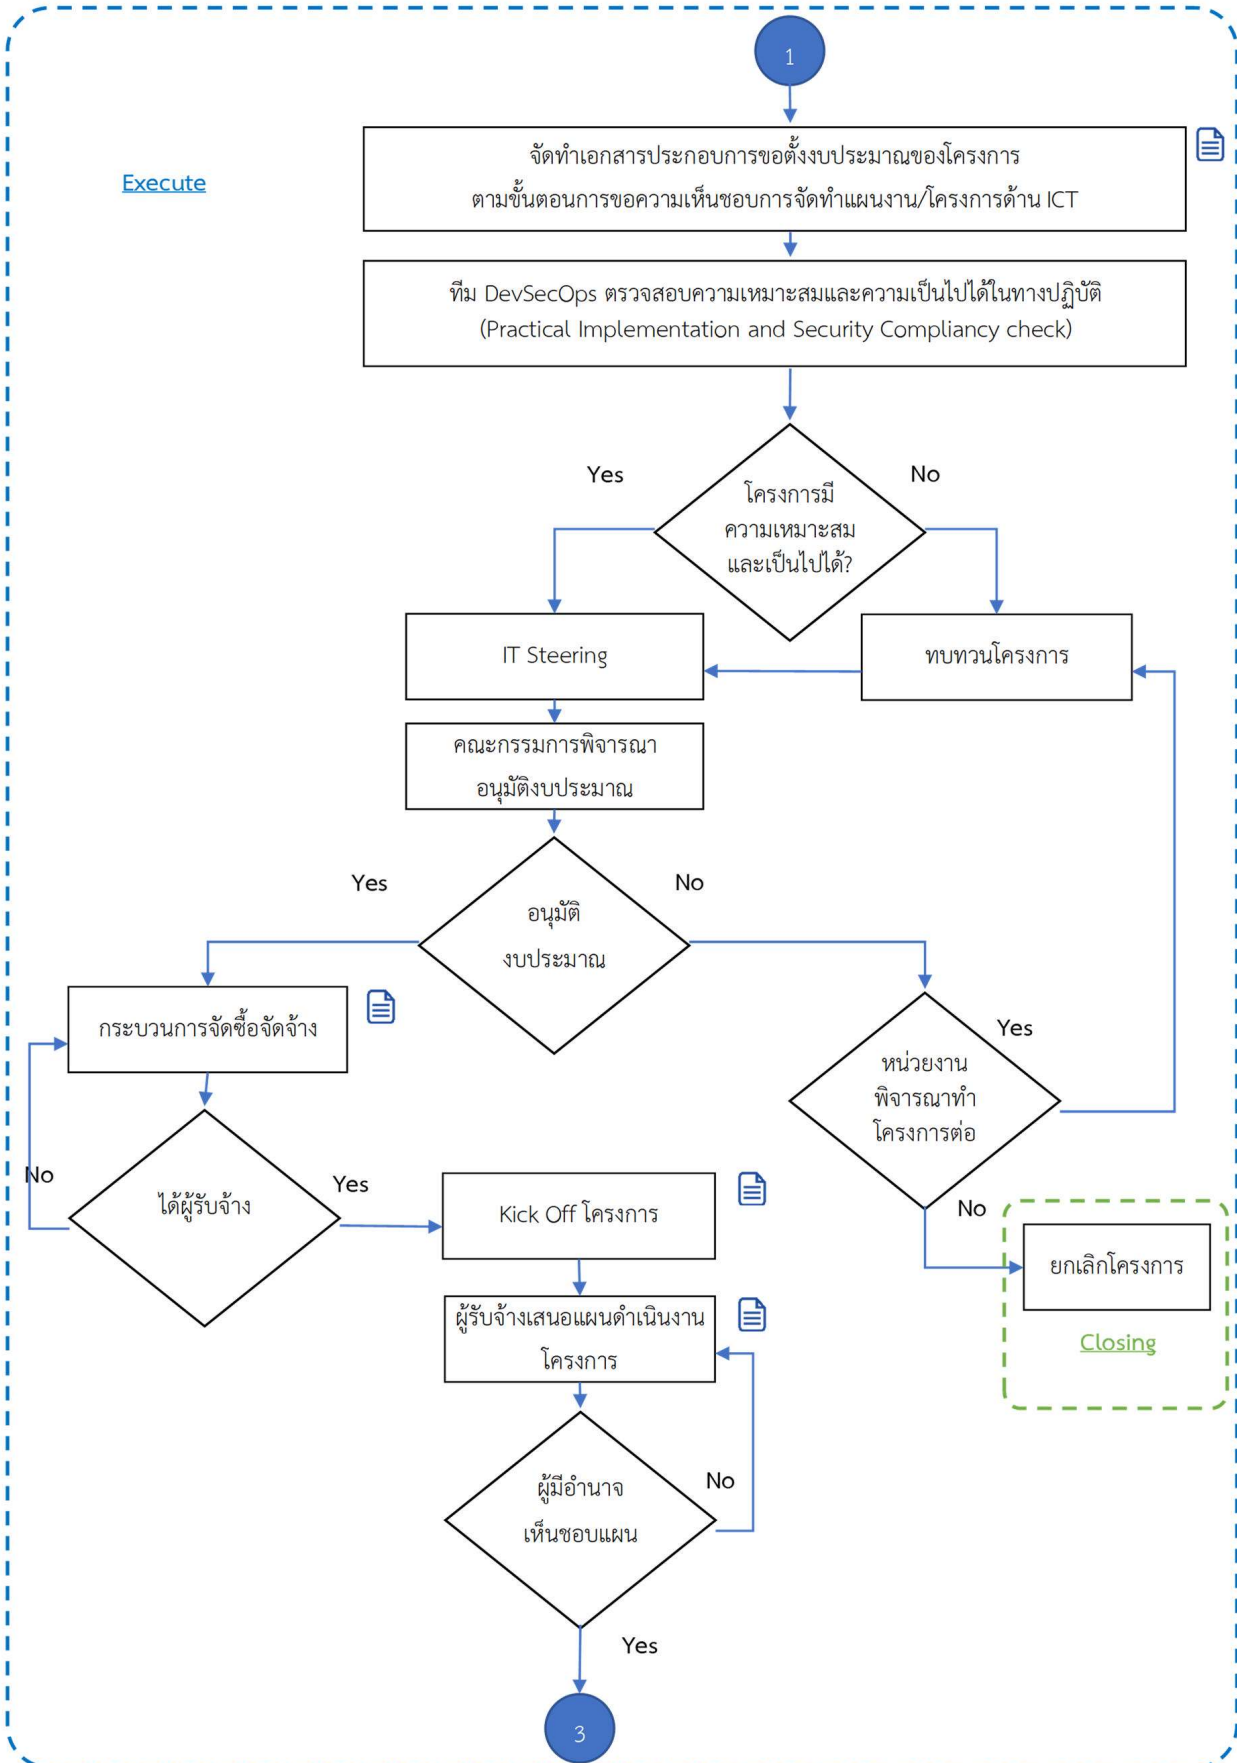 1
Execute
จัดทำเอกสารประกอบการขอตั้งงบประมาณของโครงการ
ตามขั้นตอนการขอความเห็นชอบการจัดทำแผนงาน/โครงการด้าน ICT
ทีม DevSecOps ตรวจสอบความเหมาะสมและความเป็นไปได้ในทางปฏิบัติ
(Practical Implementation and Security Compliancy check)
Yes
No
โครงการมี
ความเหมาะสม
และเป็นไปได้?
IT Steering
ทบทวนโครงการ
คณะกรรมการพิจารณา
อนุมัติงบประมาณ
Yes
No
อนุมัติ
งบประมาณ
กระบวนการจัดซื้อจัดจ้าง
Yes
หน่วยงาน
พิจารณาทำ
โครงการต่อ
No
ได้ผู้รับจ้าง
Yes
Kick Off โครงการ
No
ยกเลิกโครงการ
Closing
ผู้รับจ้างเสนอแผนดำเนินงาน
โครงการ
ผู้มีอำนาจ
เห็นชอบแผน
No
Yes
3